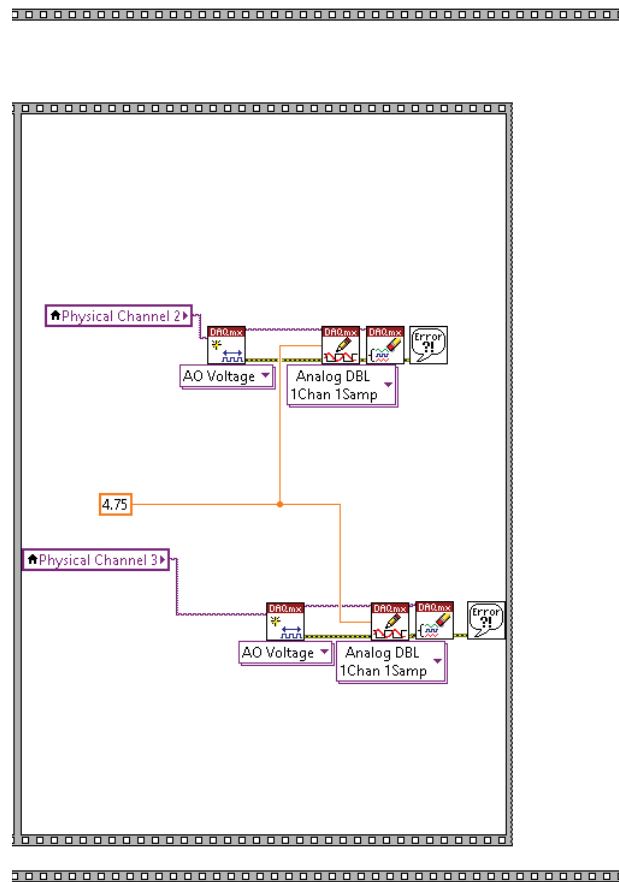 Physical Channel 2
DAQmx
DAQmx
DAQmx
Error
?!
AO Voltage
Analog DBL
1Chan 1Samp
4.75
Physical Channel 3
DAQmx
DAQmx
DAQmx
Error
?!
AO Voltage
Analog DBL
1Chan 1Samp